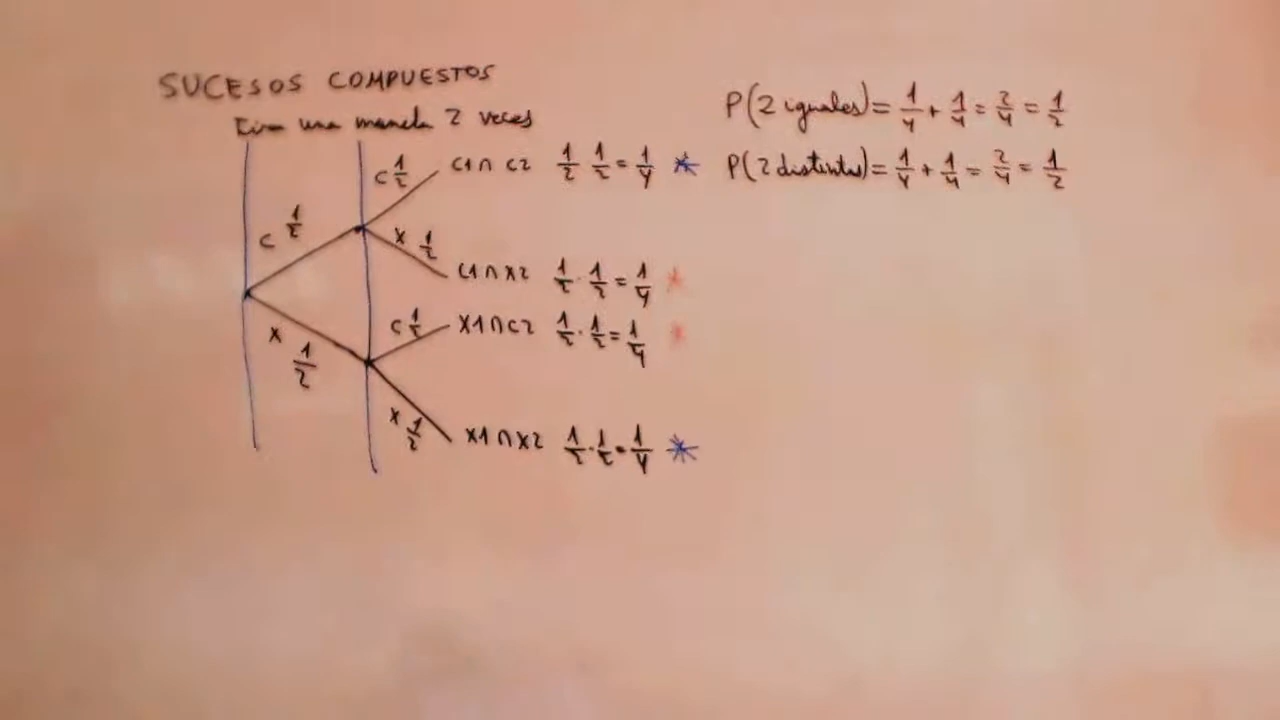 SUCESOS COMPUESTOS
una moneda 2 veces
C 1/2
C 1/2
C1 ∩ C2 1/2 1/2 = 1/4 *
X 1/2
C1 ∩ X2 1/2 · 1/2 = 1/4 *
X 1/2
C 1/2
X1 ∩ C2 1/2 · 1/2 = 1/4 *
X 1/2
X1 ∩ X2 1/2 · 1/2 = 1/4 *
P(2 iguales) = 1/4 + 1/4 = 2/4 = 1/2
P(2 distintas) = 1/4 + 1/4 = 2/4 = 1/2